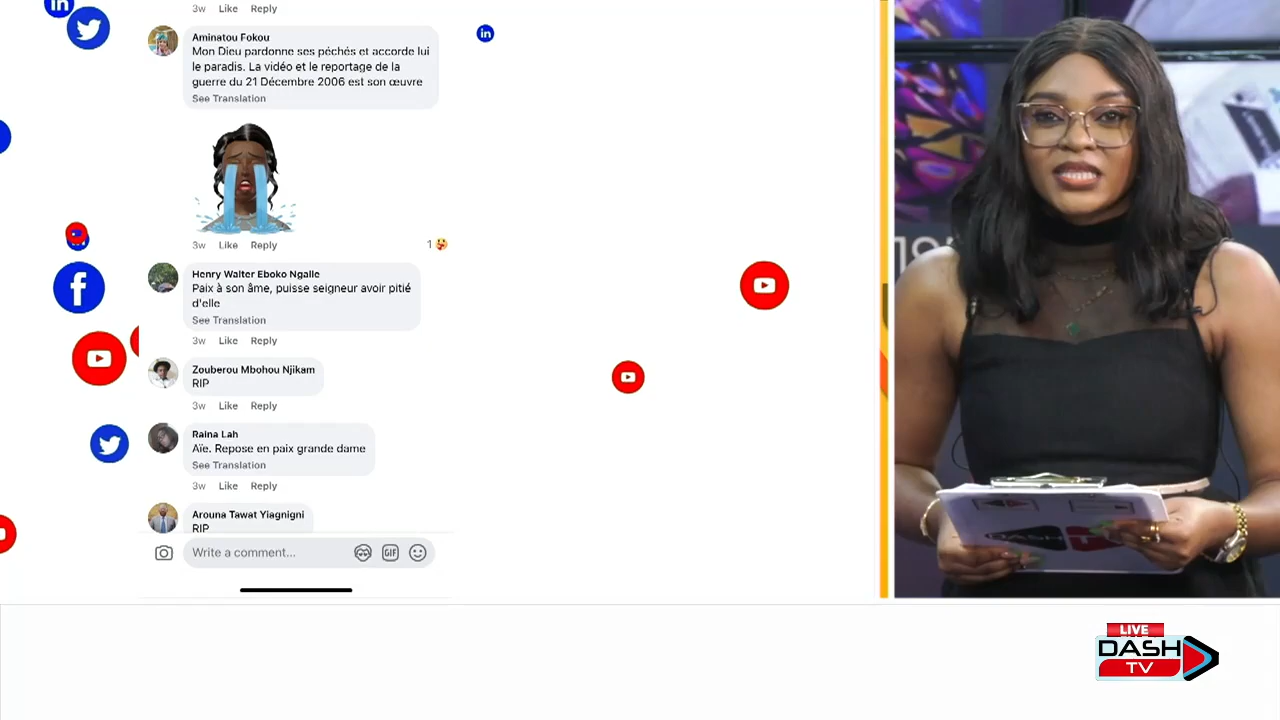 3w Like Reply
Aminatou Fokou
Mon Dieu pardonne ses péchés et accorde lui
le paradis. La vidéo et le reportage de la
guerre du 21 Décembre 2006 est son œuvre
See Translation
3w Like Reply
1
Henry Walter Eboko Ngalle
Paix à son âme, puisse seigneur avoir pitié
d'elle
See Translation
3w Like Reply
Zouberou Mbohou Njikam
RIP
3w Like Reply
Raina Lah
Aïe. Repose en paix grande dame
See Translation
3w Like Reply
Arouna Tawat Yiagnigni
RIP
Write a comment...
GIF
in
in
f
DASH
LIVE
DASH
TV